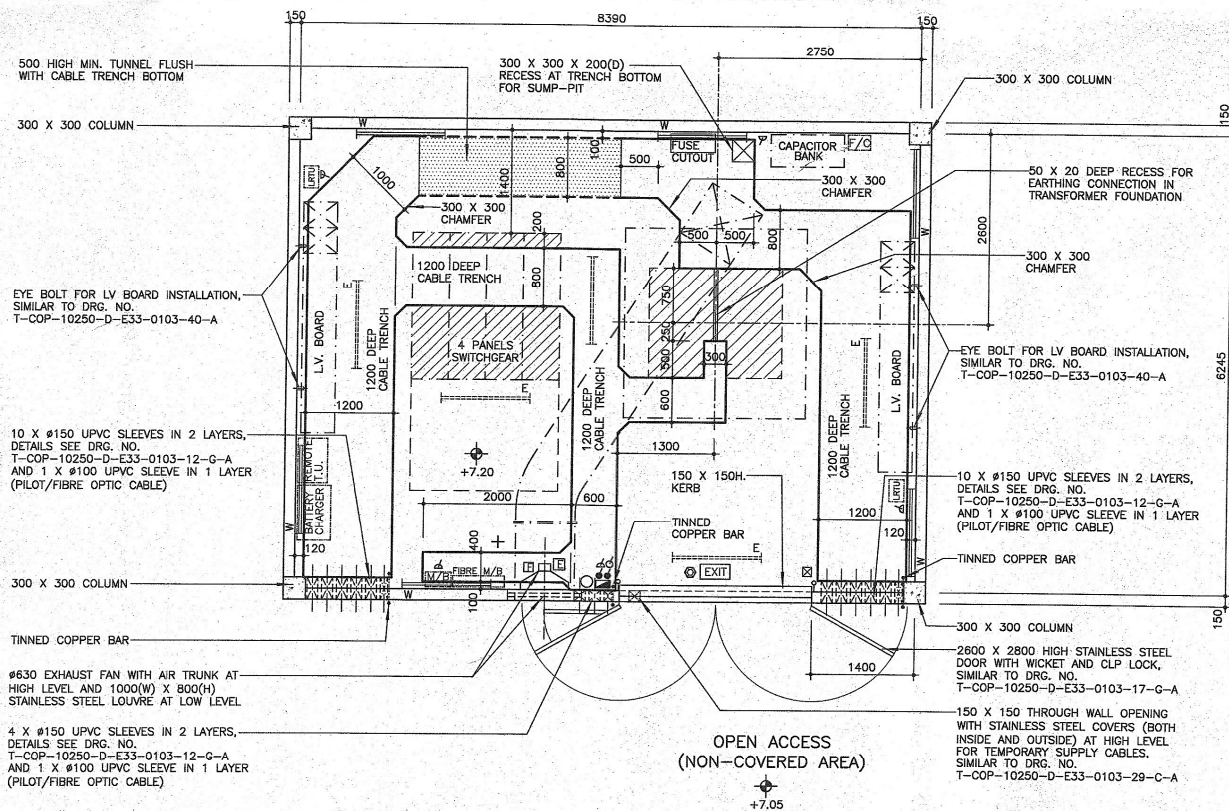 150
8390
150
2750
500 HIGH MIN. TUNNEL FLUSH
WITH CABLE TRENCH BOTTOM
300 X 300 X 200(D)
RECESS AT TRENCH BOTTOM
FOR SUMP-PIT
300 X 300 COLUMN
300 X 300 COLUMN
150
W
W
FUSE
CUTOUT
CAPACITOR
BANK
F/C
100
800
1400
500
1000
LRTU
300 X 300
CHAMFER
300 X 300
CHAMFER
50 X 20 DEEP RECESS FOR
EARTHING CONNECTION IN
TRANSFORMER FOUNDATION
200
500
500
800
2600
W
300 X 300
CHAMFER
1200 DEEP
CABLE TRENCH
800
E
EYE BOLT FOR LV BOARD INSTALLATION,
SIMILAR TO DRG. NO.
T-COP-10250-D-E33-0103-40-A
L.V. BOARD
1200 DEEP
CABLE TRENCH
4 PANELS
SWITCHGEAR
E
750
250
500
300
600
E
L.V. BOARD
EYE BOLT FOR LV BOARD INSTALLATION,
SIMILAR TO DRG. NO.
T-COP-10250-D-E33-0103-40-A
6245
1200
1200 DEEP
CABLE TRENCH
1200 DEEP
CABLE TRENCH
10 X ø150 UPVC SLEEVES IN 2 LAYERS,
DETAILS SEE DRG. NO.
T-COP-10250-D-E33-0103-12-G-A
AND 1 X ø100 UPVC SLEEVE IN 1 LAYER
(PILOT/FIBRE OPTIC CABLE)
REMOTE
T.U.
BATTERY
CHARGER
+7.20
1300
150 X 150H.
KERB
LRTU
10 X ø150 UPVC SLEEVES IN 2 LAYERS,
DETAILS SEE DRG. NO.
T-COP-10250-D-E33-0103-12-G-A
AND 1 X ø100 UPVC SLEEVE IN 1 LAYER
(PILOT/FIBRE OPTIC CABLE)
2000
600
1200
W
120
TINNED
COPPER BAR
120
400
E
TINNED COPPER BAR
W
300 X 300 COLUMN
M/B
FIBRE M/B
F
E
EXIT
W
100
150
TINNED COPPER BAR
300 X 300 COLUMN
2600 X 2800 HIGH STAINLESS STEEL
DOOR WITH WICKET AND CLP LOCK,
SIMILAR TO DRG. NO.
T-COP-10250-D-E33-0103-17-G-A
1400
ø630 EXHAUST FAN WITH AIR TRUNK AT
HIGH LEVEL AND 1000(W) X 800(H)
STAINLESS STEEL LOUVRE AT LOW LEVEL
150 X 150 THROUGH WALL OPENING
WITH STAINLESS STEEL COVERS (BOTH
INSIDE AND OUTSIDE) AT HIGH LEVEL
FOR TEMPORARY SUPPLY CABLES.
SIMILAR TO DRG. NO.
T-COP-10250-D-E33-0103-29-C-A
4 X ø150 UPVC SLEEVES IN 2 LAYERS,
DETAILS SEE DRG. NO.
T-COP-10250-D-E33-0103-12-G-A
AND 1 X ø100 UPVC SLEEVE IN 1 LAYER
(PILOT/FIBRE OPTIC CABLE)
OPEN ACCESS
(NON-COVERED AREA)
+7.05